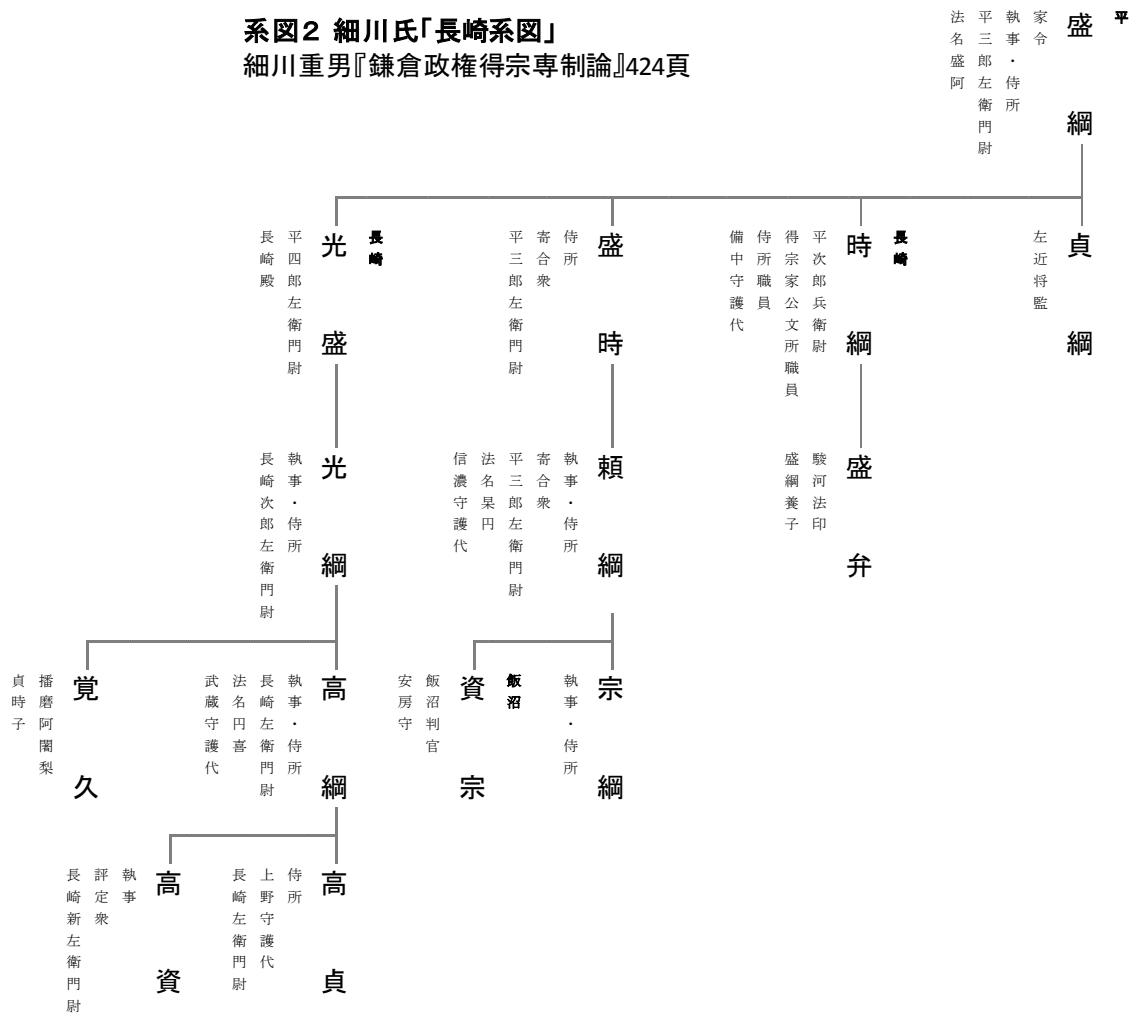 系図2 細川氏「長崎系図」
細川重男『鎌倉政権得宗専制論』424頁
平
盛綱
家令
執事・侍所
平三郎左衛門尉
法名盛阿
貞綱
左近将監
長崎
時綱
平次郎兵衛尉
得宗家公文所職員
侍所職員
備中守護代
盛時
侍所
寄合衆
平三郎左衛門尉
長崎
光盛
平四郎左衛門尉
長崎殿
盛弁
駿河法印
盛綱養子
頼綱
執事・侍所
寄合衆
平三郎左衛門尉
法名杲円
信濃守護代
光綱
執事・侍所
長崎次郎左衛門尉
宗綱
執事・侍所
飯沼
資宗
飯沼判官
安房守
高綱
執事・侍所
長崎左衛門尉
法名円喜
武蔵守護代
覚久
播磨阿闍梨
貞時子
高貞
侍所
上野守護代
長崎左衛門尉
高資
執事
評定衆
長崎新左衛門尉